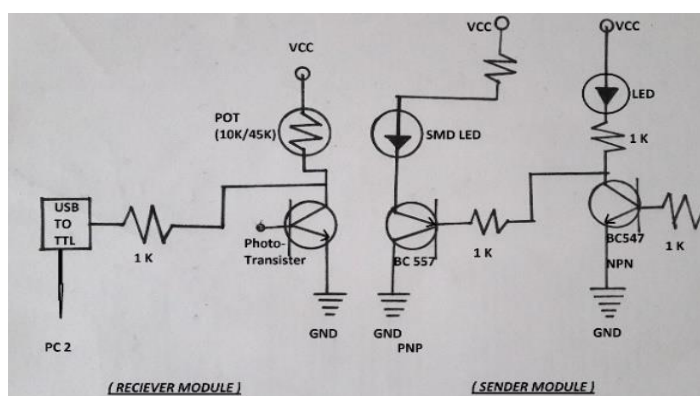 VCC
POT
(10K/45K)
USB
TO
TTL
1 K
Photo-
Transister
GND
PC 2
( RECIEVER MODULE )
VCC
SMD LED
BC 557
1 K
GND
PNP
VCC
LED
1 K
BC547
NPN
1 K
GND
( SENDER MODULE )